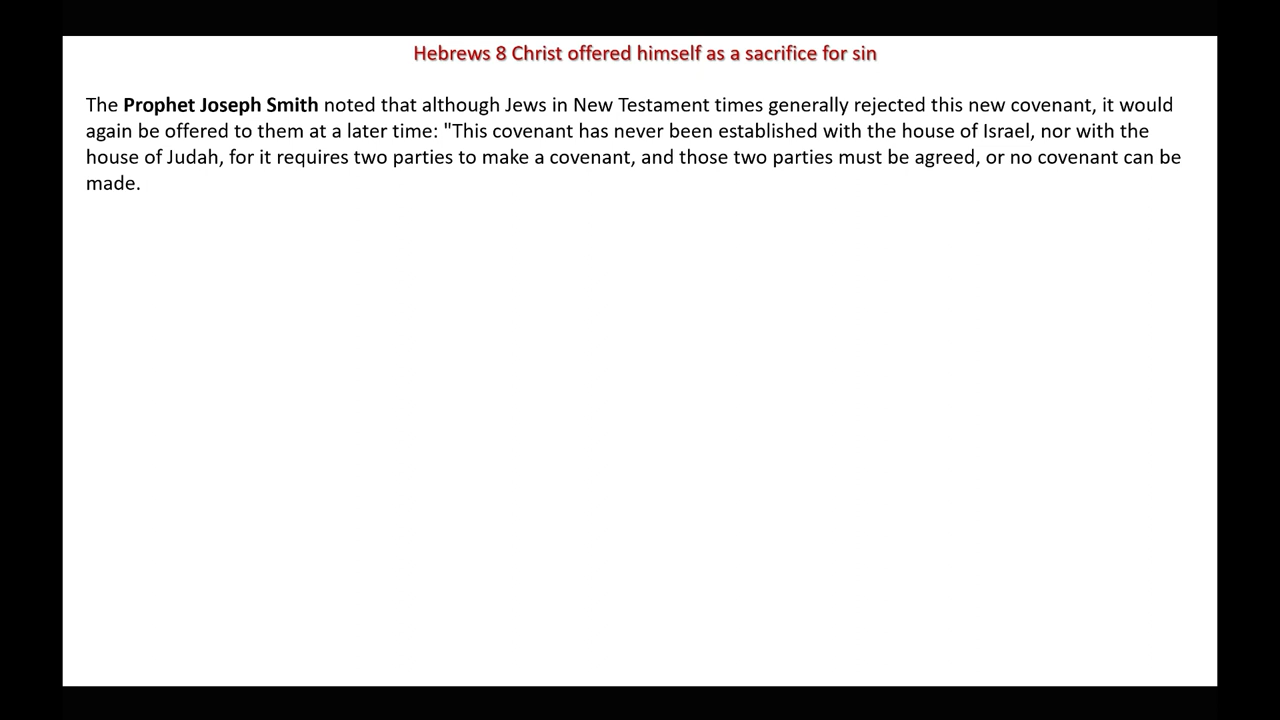 Hebrews 8 Christ offered himself as a sacrifice for sin
The Prophet Joseph Smith noted that although Jews in New Testament times generally rejected this new covenant, it would
again be offered to them at a later time: "This covenant has never been established with the house of Israel, nor with the
house of Judah, for it requires two parties to make a covenant, and those two parties must be agreed, or no covenant can be
made.